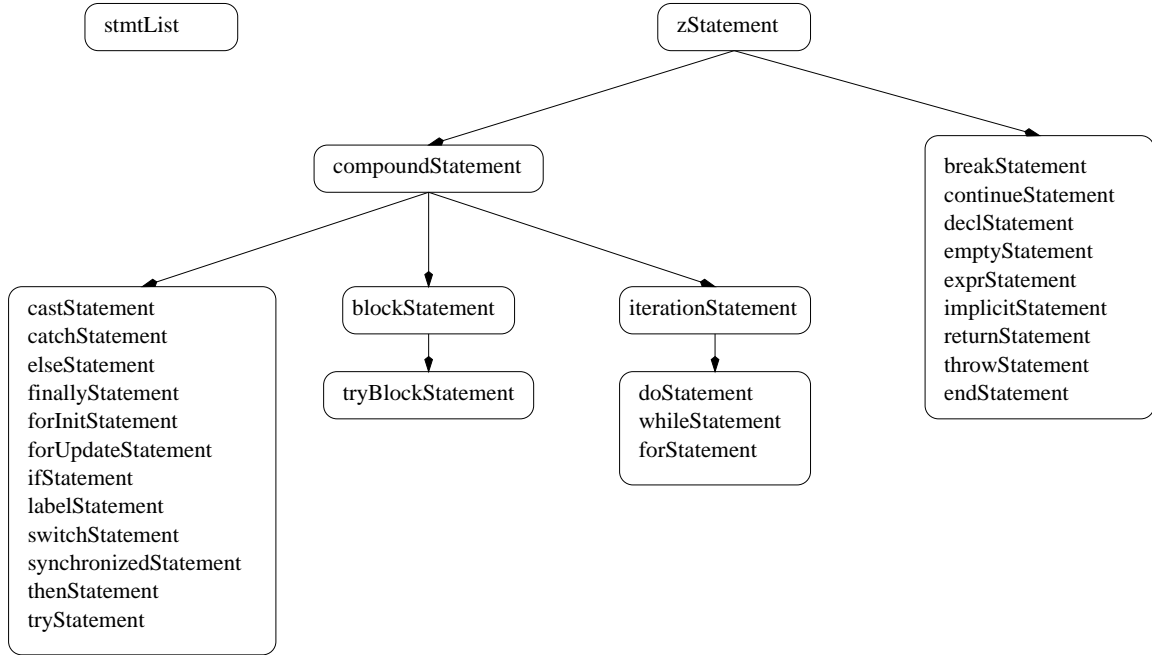 stmtList
zStatement
compoundStatement
breakStatement
continueStatement
declStatement
emptyStatement
exprStatement
implicitStatement
returnStatement
throwStatement
endStatement
castStatement
catchStatement
elseStatement
finallyStatement
forInitStatement
forUpdateStatement
ifStatement
labelStatement
switchStatement
synchronizedStatement
thenStatement
tryStatement
blockStatement
tryBlockStatement
iterationStatement
doStatement
whileStatement
forStatement